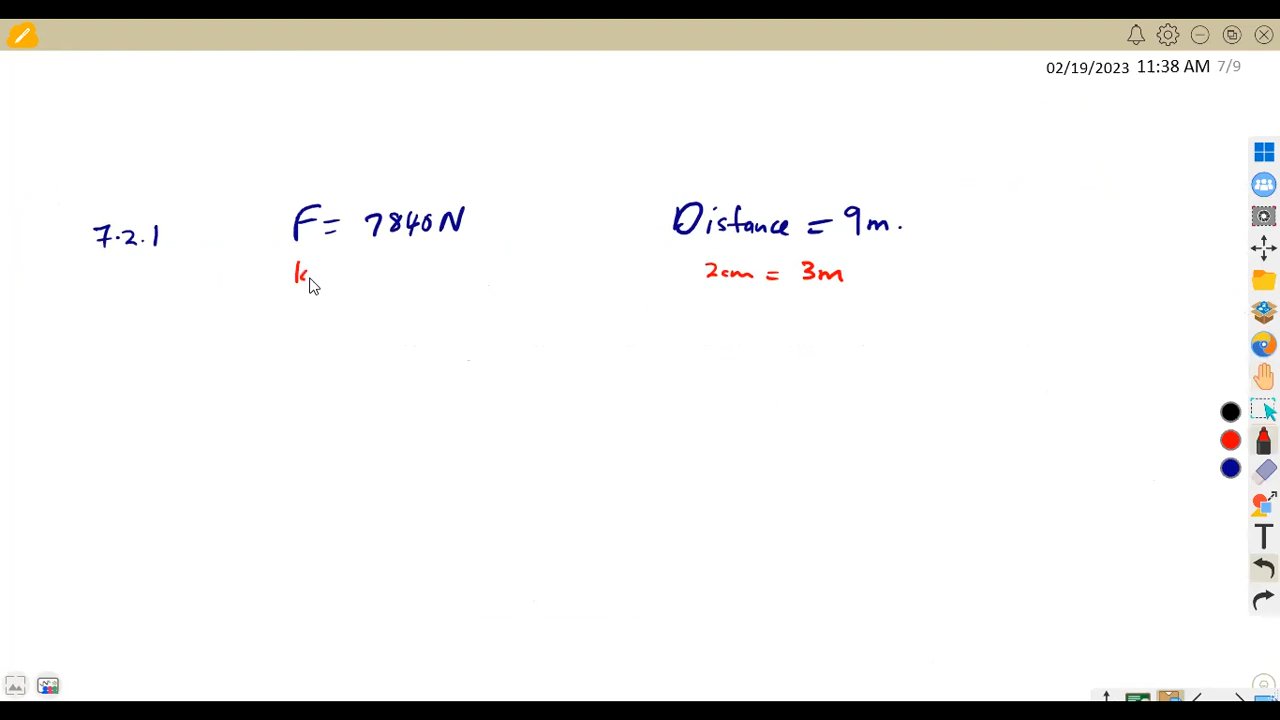 02/19/2023 11:38 AM 7/9
7.2.1 F = 7840N Distance = 9m.
k 2cm = 3m
T